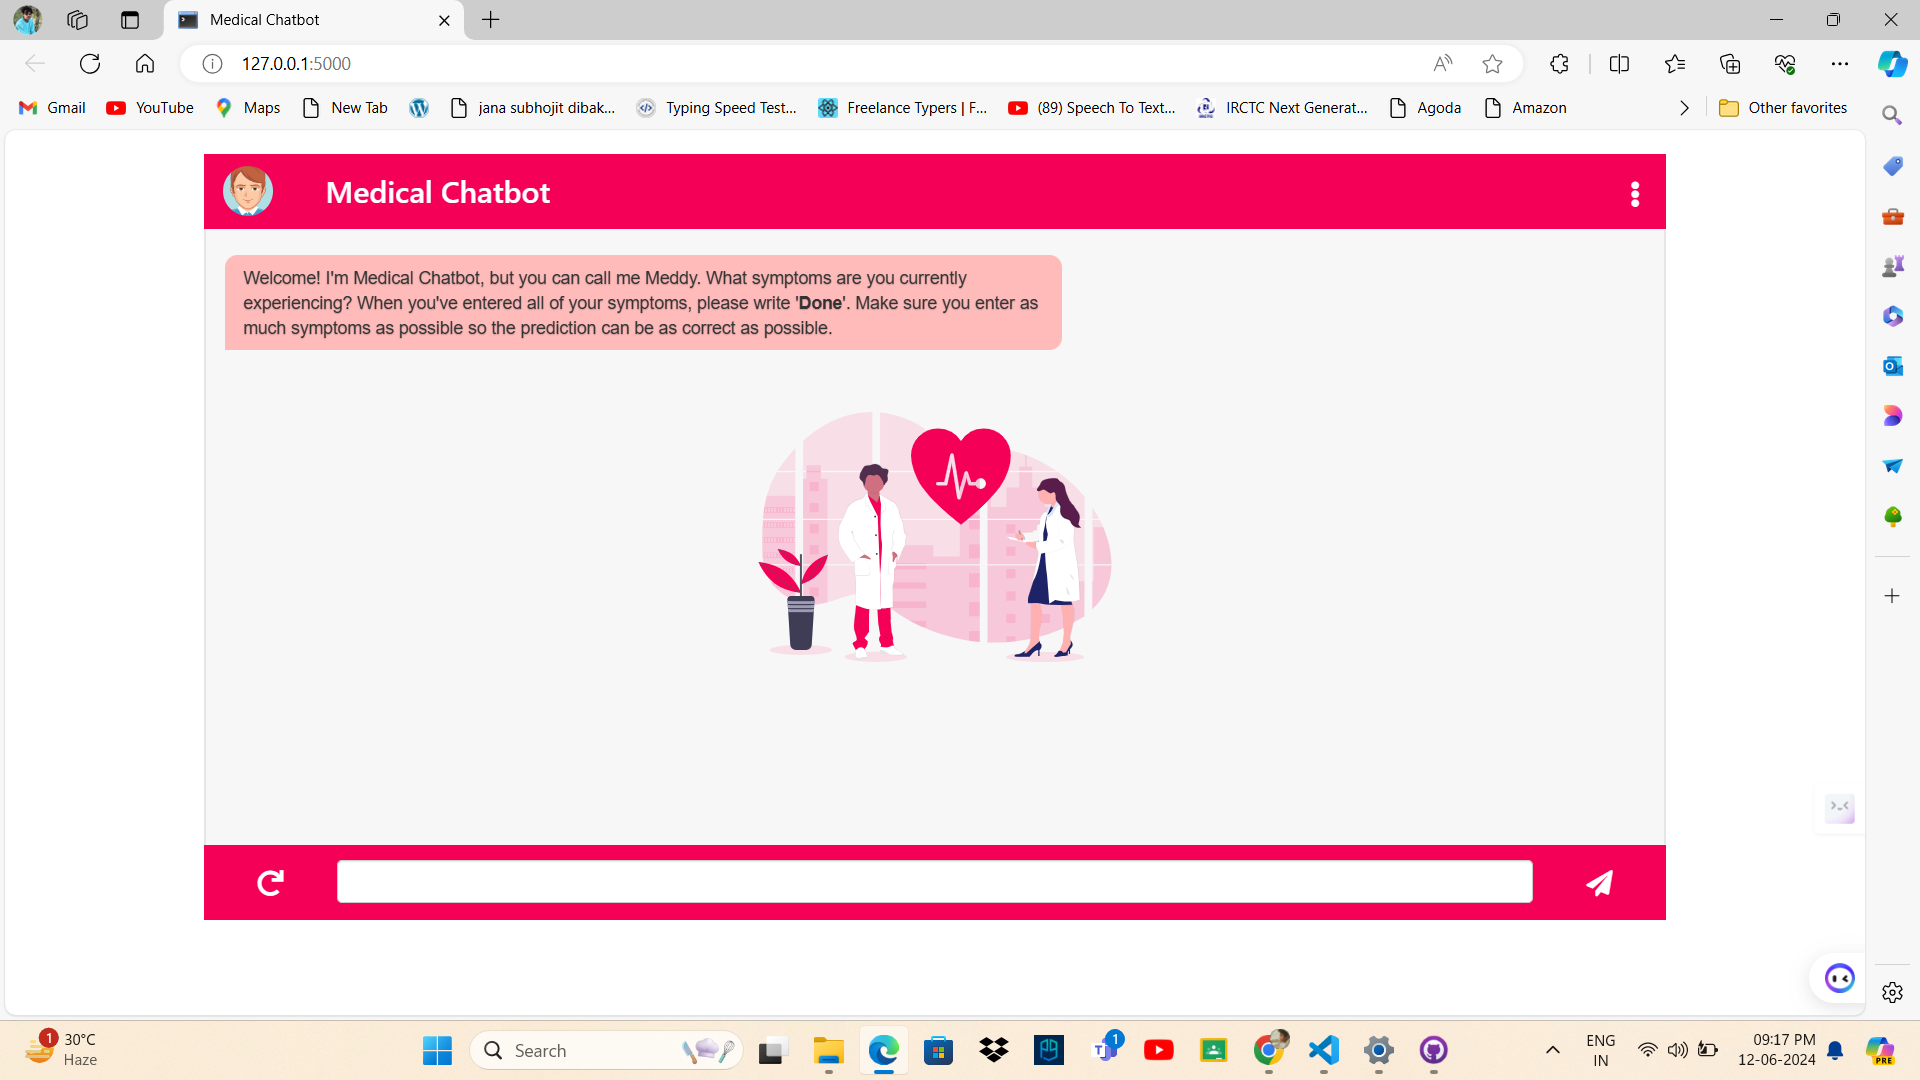 Medical Chatbot
127.0.0.1:5000
Gmail
YouTube
Maps
New Tab
jana subhojit dibak...
Typing Speed Test...
Freelance Typers | F...
(89) Speech To Text...
IRCTC Next Generat...
Agoda
Amazon
Other favorites
Medical Chatbot
Welcome! I'm Medical Chatbot, but you can call me Meddy. What symptoms are you currently
experiencing? When you've entered all of your symptoms, please write 'Done'. Make sure you enter as
much symptoms as possible so the prediction can be as correct as possible.
1
30°C
Haze
Search
1
ENG
IN
09:17 PM
12-06-2024
PRE